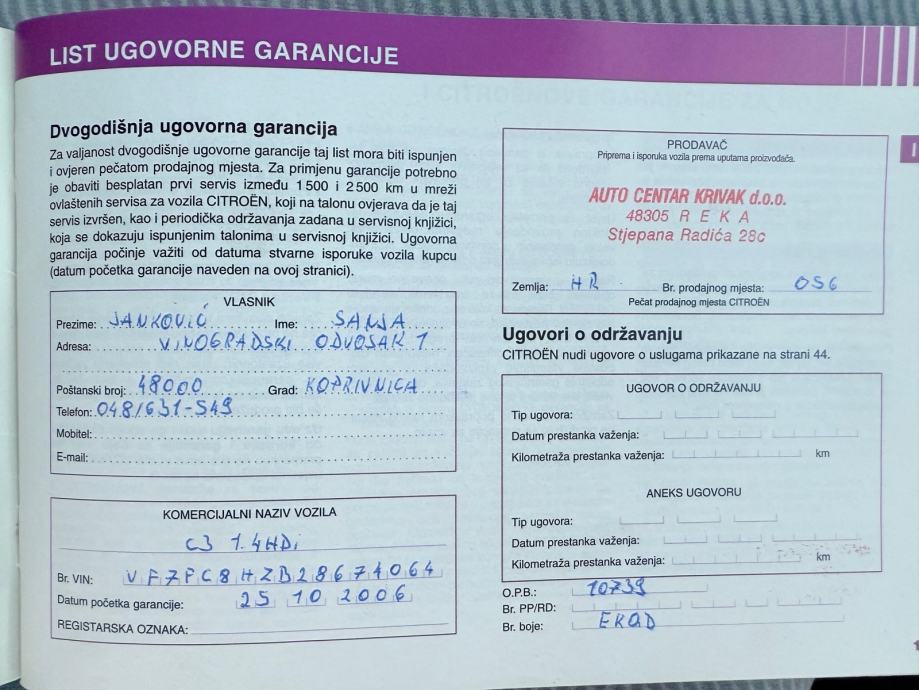 LIST UGOVORNE GARANCIJE
Dvogodišnja ugovorna garancija
Za valjanost dvogodišnje ugovorne garancije taj list mora biti ispunjen
i ovjeren pečatom prodajnog mjesta. Za primjenu garancije potrebno
je obaviti besplatan prvi servis između 1 500 i 2 500 km u mreži
ovlaštenih servisa za vozila CITROËN, koji na talonu ovjerava da je taj
servis izvršen, kao i periodička održavanja zadana u servisnoj knjižici,
koja se dokazuju ispunjenim talonima u servisnoj knjižici. Ugovorna
garancija počinje važiti od datuma stvarne isporuke vozila kupcu
(datum početka garancije naveden na ovoj stranici).
VLASNIK
Prezime: JANKOVIĆ Ime: SANJA
Adresa: VINOGRADSKI ODVOJAK 1
Poštanski broj: 48000 Grad: KOPRIVNICA
Telefon: 048/631-549
Mobitel:
E-mail:
KOMERCIJALNI NAZIV VOZILA
C3 1.4HDi
Br. VIN: VF7FC8HZB28674064
Datum početka garancije: 25 10 2006
REGISTARSKA OZNAKA:
PRODAVAČ
Priprema i isporuka vozila prema uputama proizvođača.
AUTO CENTAR KRIVAK d.o.o.
48305 R E K A
Stjepana Radića 28c
Zemlja: HR Br. prodajnog mjesta: 056
Pečat prodajnog mjesta CITROËN
Ugovori o održavanju
CITROËN nudi ugovore o uslugama prikazane na strani 44.
UGOVOR O ODRŽAVANJU
Tip ugovora:
Datum prestanka važenja:
Kilometraža prestanka važenja: km
ANEKS UGOVORU
Tip ugovora:
Datum prestanka važenja:
Kilometraža prestanka važenja: km
O.P.B.: 10739
Br. PP/RD:
Br. boje: EKQD
I